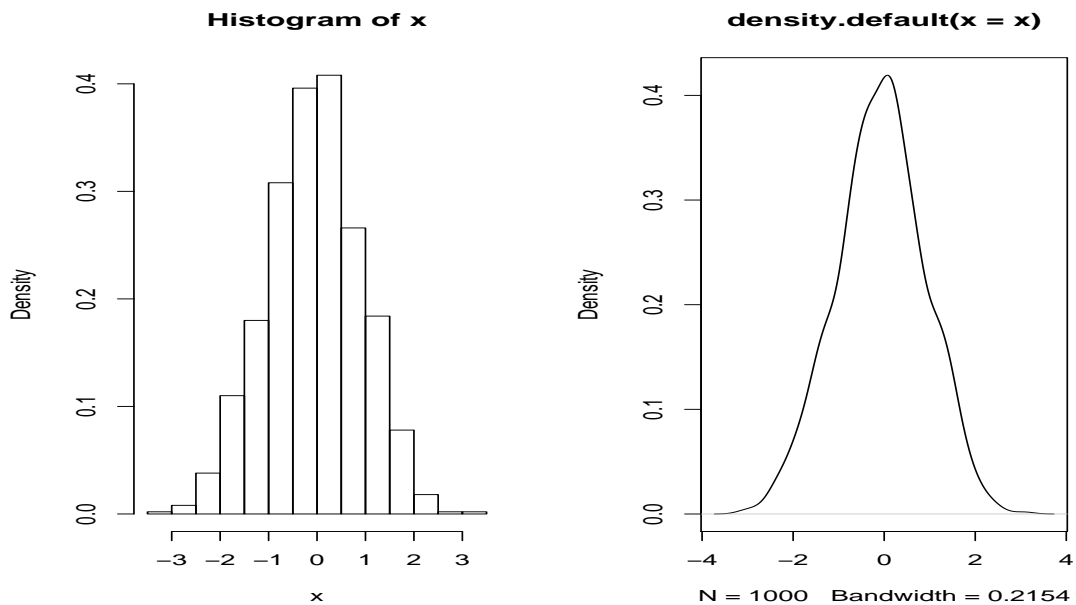 Histogram of x
Density
0.0 0.1 0.2 0.3 0.4
−3 −2 −1 0 1 2 3
x
density.default(x = x)
Density
0.0 0.1 0.2 0.3 0.4
−4 −2 0 2 4
N = 1000 Bandwidth = 0.2154